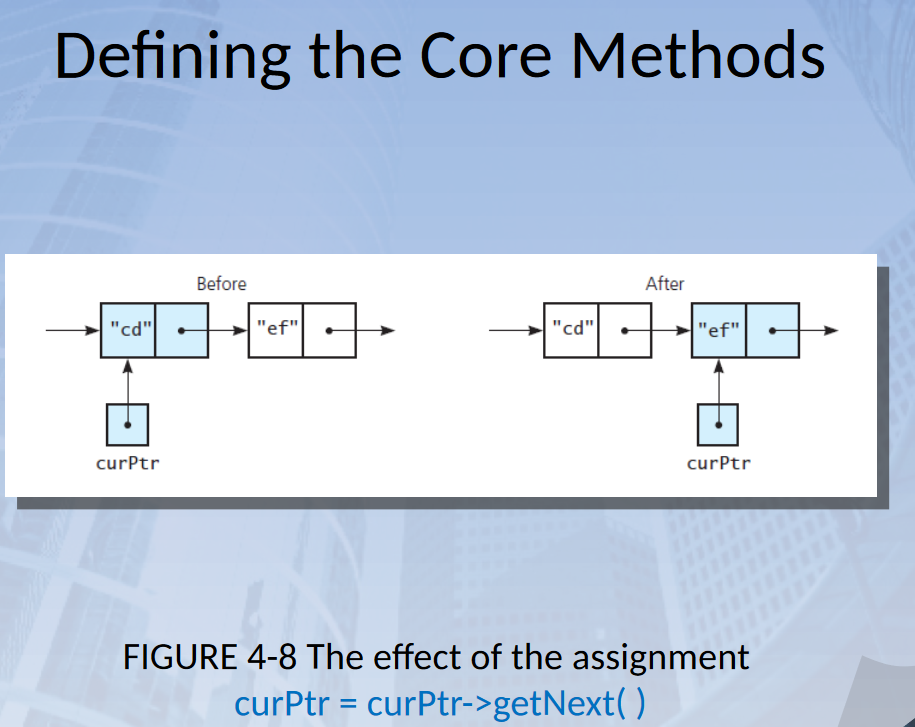 Defining the Core Methods
Before
After
"cd"
"ef"
"cd"
"ef"
curPtr
curPtr
FIGURE 4-8 The effect of the assignment
curPtr = curPtr->getNext( )